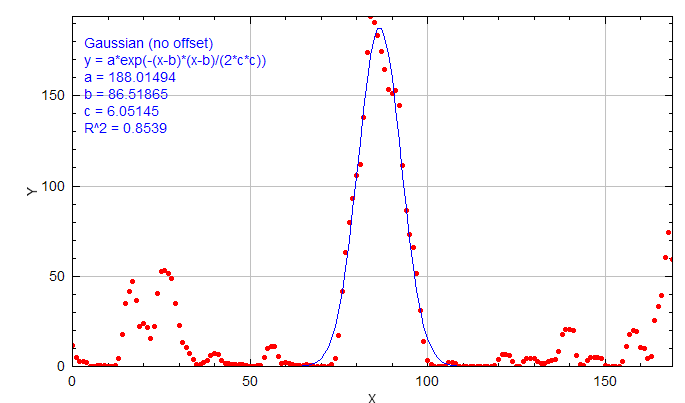 Gaussian (no offset)
y = a*exp(-(x-b)*(x-b)/(2*c*c))
a = 188.01494
b = 86.51865
c = 6.05145
R^2 = 0.8539
150
100
50
0
Y
0 50 100 150
X